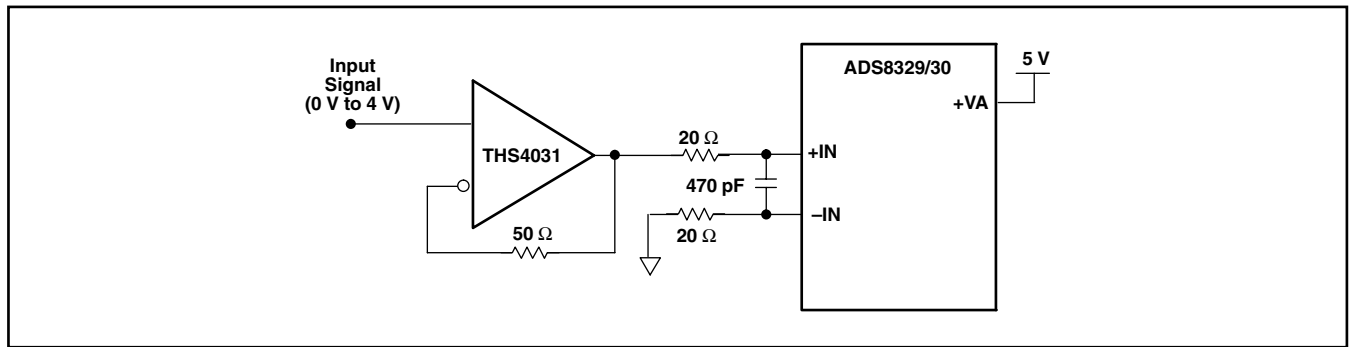 Input
Signal
(0 V to 4 V)
THS4031
50 Ω
20 Ω
470 pF
20 Ω
ADS8329/30
5 V
+VA
+IN
–IN